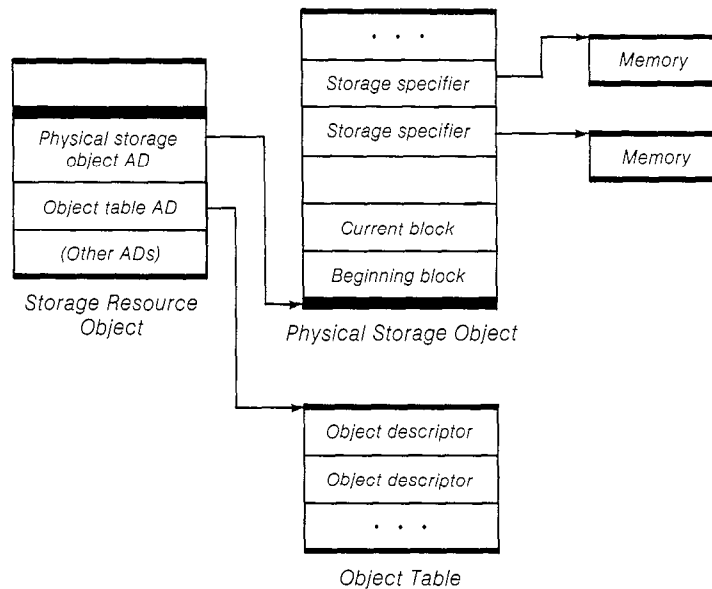 Physical storage
object AD
Object table AD
(Other ADs)
Storage Resource
Object
. . .
Storage specifier
Storage specifier
Current block
Beginning block
Physical Storage Object
Memory
Memory
Object descriptor
Object descriptor
. . .
Object Table